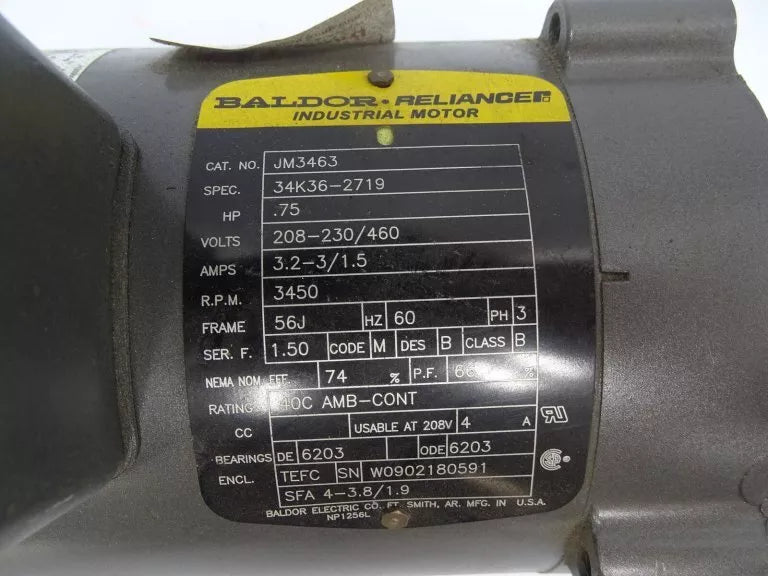 BALDOR • RELIANCE
INDUSTRIAL MOTOR
CAT. NO. JM3463
SPEC. 34K36-2719
HP .75
VOLTS 208-230/460
AMPS 3.2-3/1.5
R.P.M. 3450
FRAME 56J HZ 60 PH 3
SER. F. 1.50 CODE M DES B CLASS B
NEMA NOM. EFF. 74 % P.F. %
RATING 40C AMB-CONT
CC USABLE AT 208V 4 A
BEARINGS DE 6203 ODE 6203
ENCL. TEFC SN W0902180591
SFA 4-3.8/1.9
BALDOR ELECTRIC CO. FT. SMITH, AR. MFG. IN U.S.A.
NP1256L